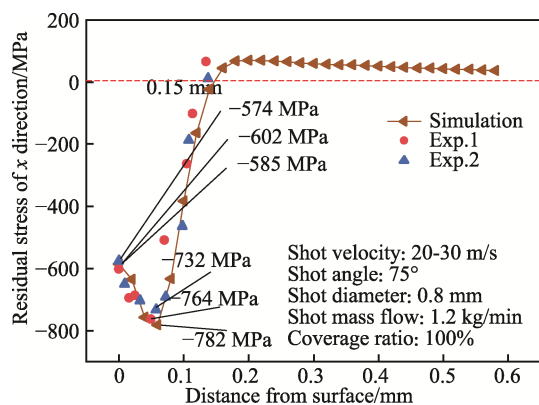 200
0
−200
−400
−600
−800
Residual stress of x direction/MPa
0.15 mm
−574 MPa
−602 MPa
−585 MPa
Simulation
Exp.1
Exp.2
−732 MPa
−764 MPa
−782 MPa
Shot velocity: 20-30 m/s
Shot angle: 75°
Shot diameter: 0.8 mm
Shot mass flow: 1.2 kg/min
Coverage ratio: 100%
0 0.1 0.2 0.3 0.4 0.5 0.6
Distance from surface/mm